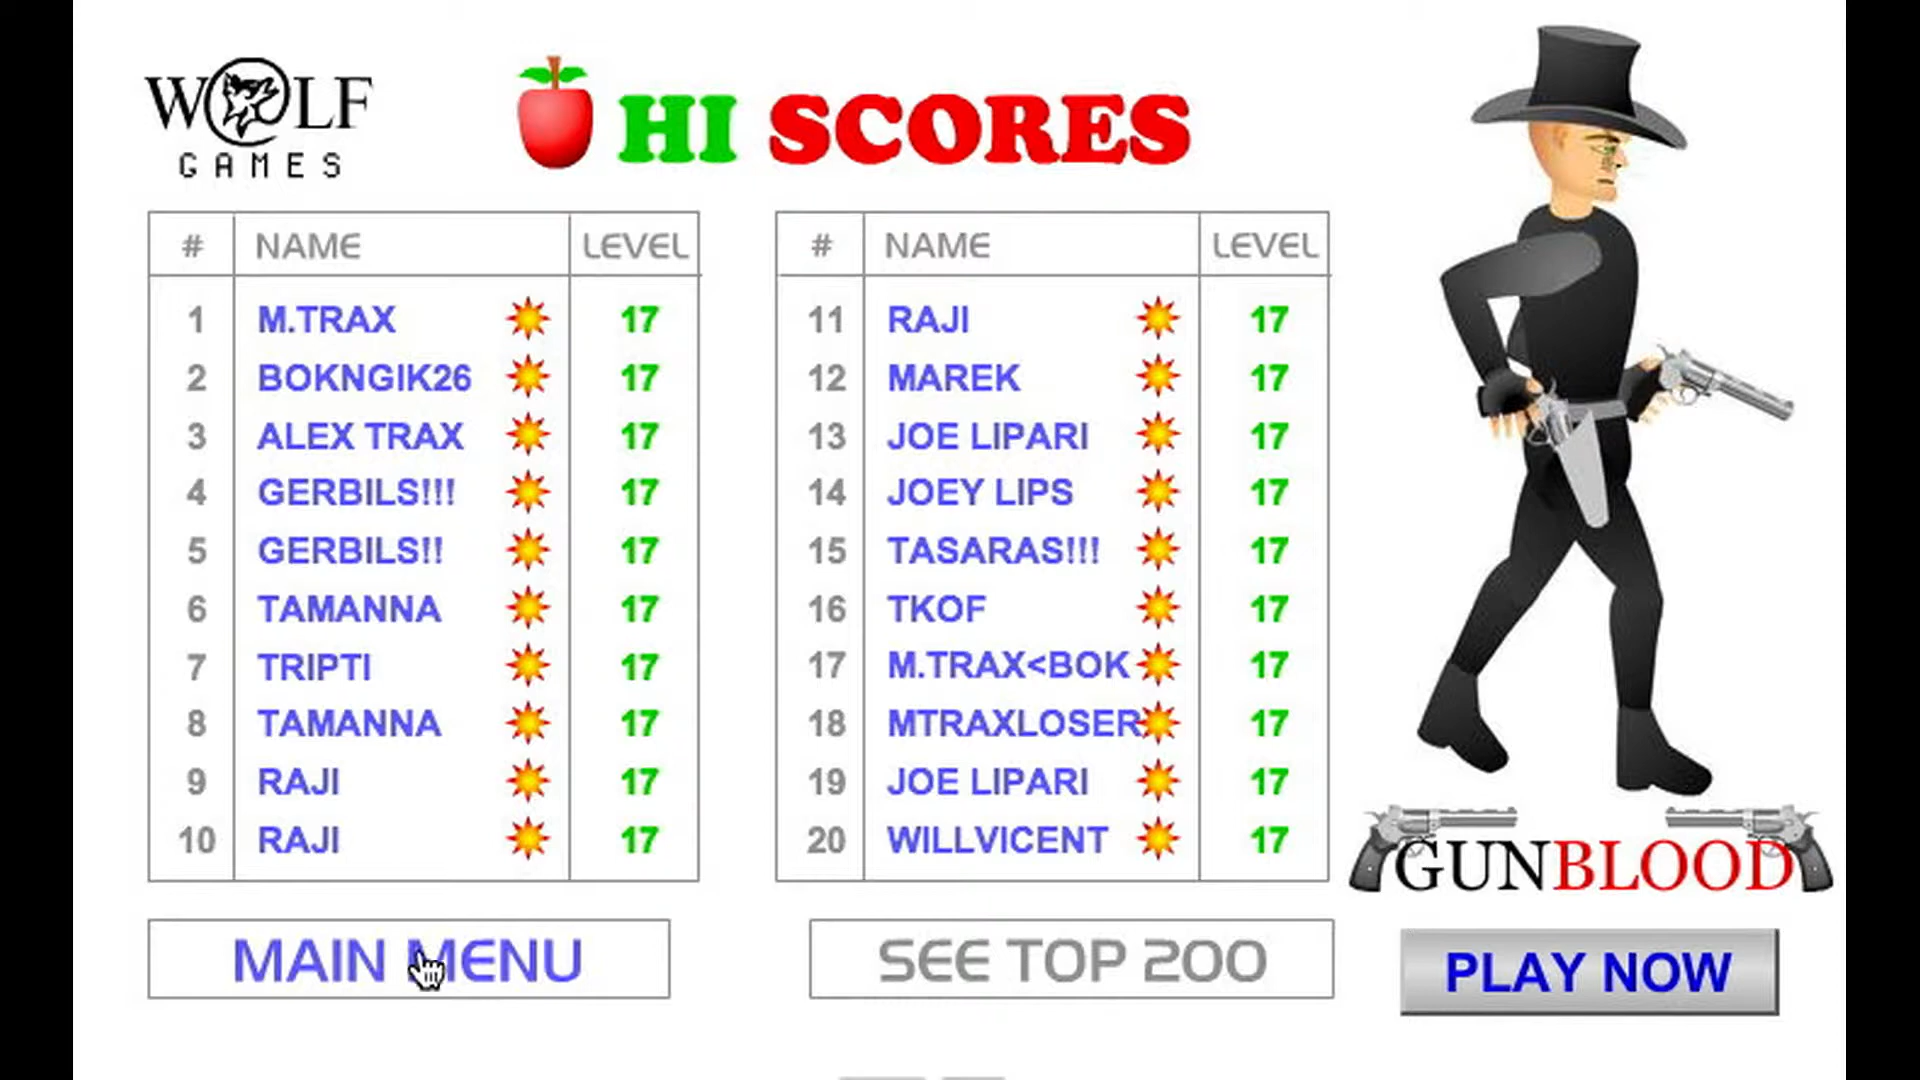 WOLF
GAMES
HI SCORES
# NAME LEVEL
1 M.TRAX 17
2 BOKNGIK26 17
3 ALEX TRAX 17
4 GERBILS!!! 17
5 GERBILS!! 17
6 TAMANNA 17
7 TRIPTI 17
8 TAMANNA 17
9 RAJI 17
10 RAJI 17
# NAME LEVEL
11 RAJI 17
12 MAREK 17
13 JOE LIPARI 17
14 JOEY LIPS 17
15 TASARAS!!! 17
16 TKOF 17
17 M.TRAX<BOK 17
18 MTRAXLOSER 17
19 JOE LIPARI 17
20 WILLVICENT 17
GUNBLOOD
MAIN MENU
SEE TOP 200
PLAY NOW